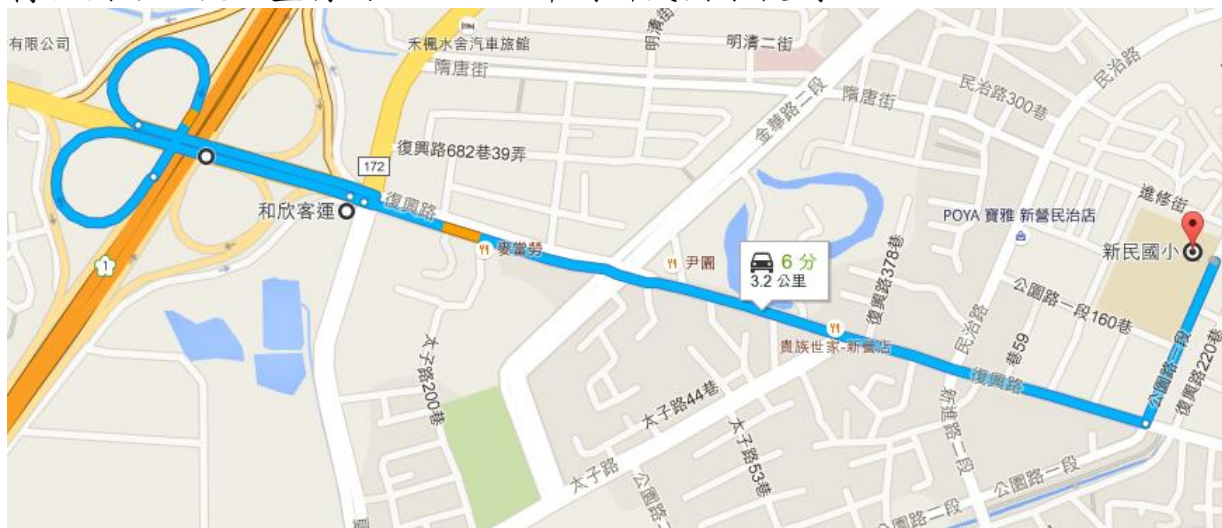 有限公司
禾楓水舍汽車旅館
明清街
明清二街
隋唐街
金華路二段
隋唐街
民治路300巷
民治路
復興路682巷39弄
172
和欣客運
復興路
麥當勞
尹園
6 分
3.2 公里
復興路378巷
POYA 寶雅 新營民治店
進修街
新民國小
公園路一段160巷
1
貴族世家-新營店
民治路
巷59
復興路
公園路一段
復興路220巷
太子路200巷
太子路44巷
太子路53巷
新進路二段
太子路
公園路二段
公園路一段